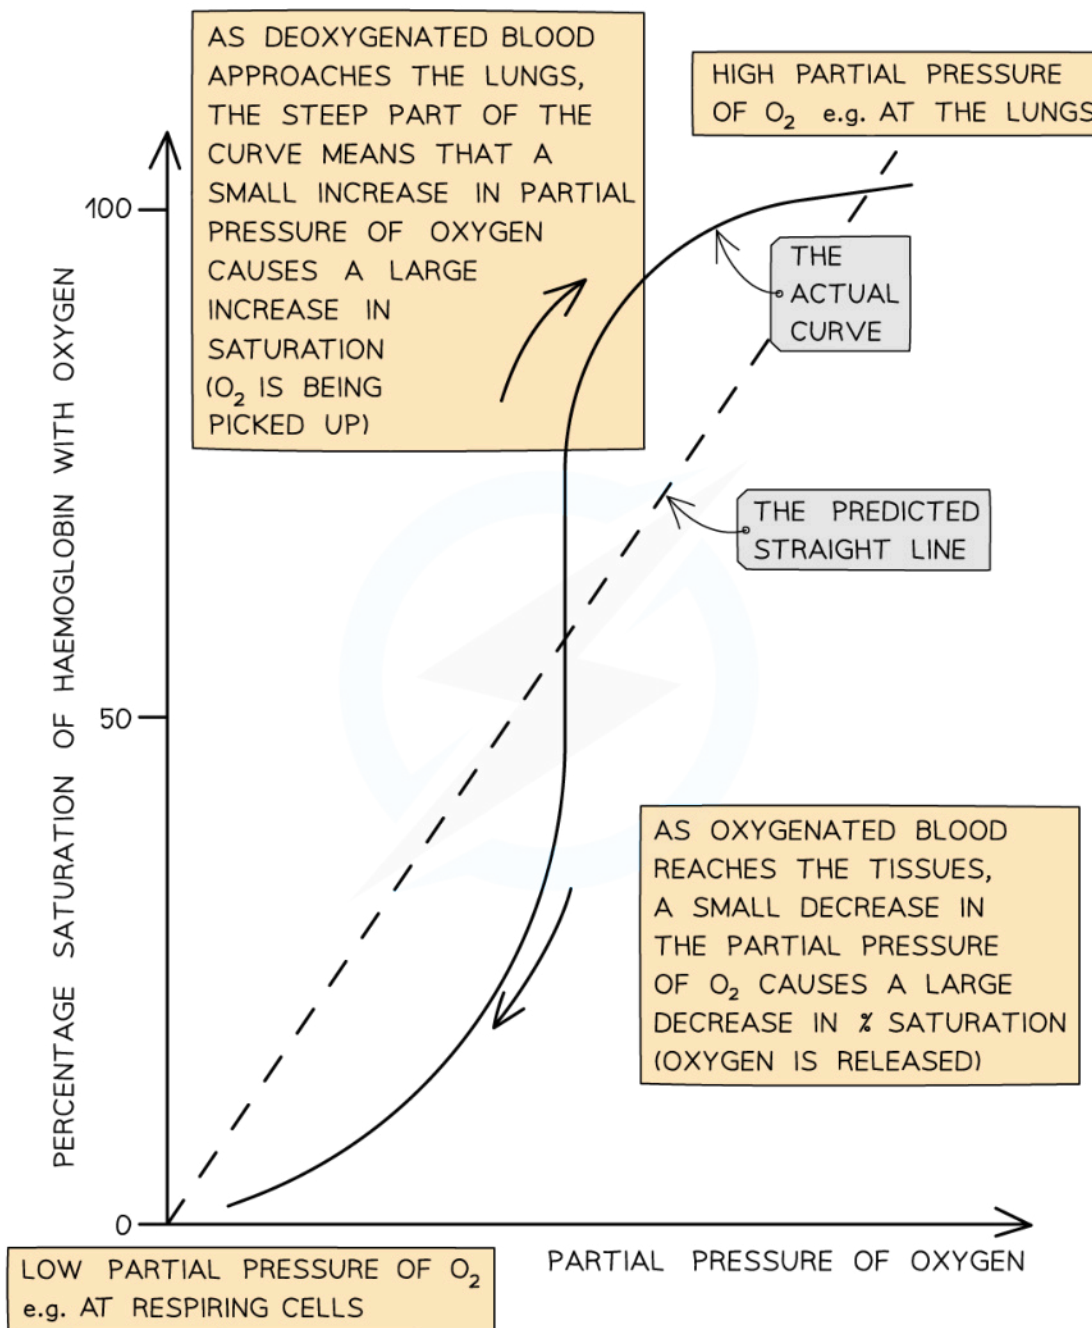 AS DEOXYGENATED BLOOD
APPROACHES THE LUNGS,
THE STEEP PART OF THE
CURVE MEANS THAT A
SMALL INCREASE IN PARTIAL
PRESSURE OF OXYGEN
CAUSES A LARGE
INCREASE IN
SATURATION
(O₂ IS BEING
PICKED UP)
HIGH PARTIAL PRESSURE
OF O₂ e.g. AT THE LUNGS
100
THE
ACTUAL
CURVE
THE PREDICTED
STRAIGHT LINE
PERCENTAGE SATURATION OF HAEMOGLOBIN WITH OXYGEN
50
AS OXYGENATED BLOOD
REACHES THE TISSUES,
A SMALL DECREASE IN
THE PARTIAL PRESSURE
OF O₂ CAUSES A LARGE
DECREASE IN % SATURATION
(OXYGEN IS RELEASED)
0
PARTIAL PRESSURE OF OXYGEN
LOW PARTIAL PRESSURE OF O₂
e.g. AT RESPIRING CELLS